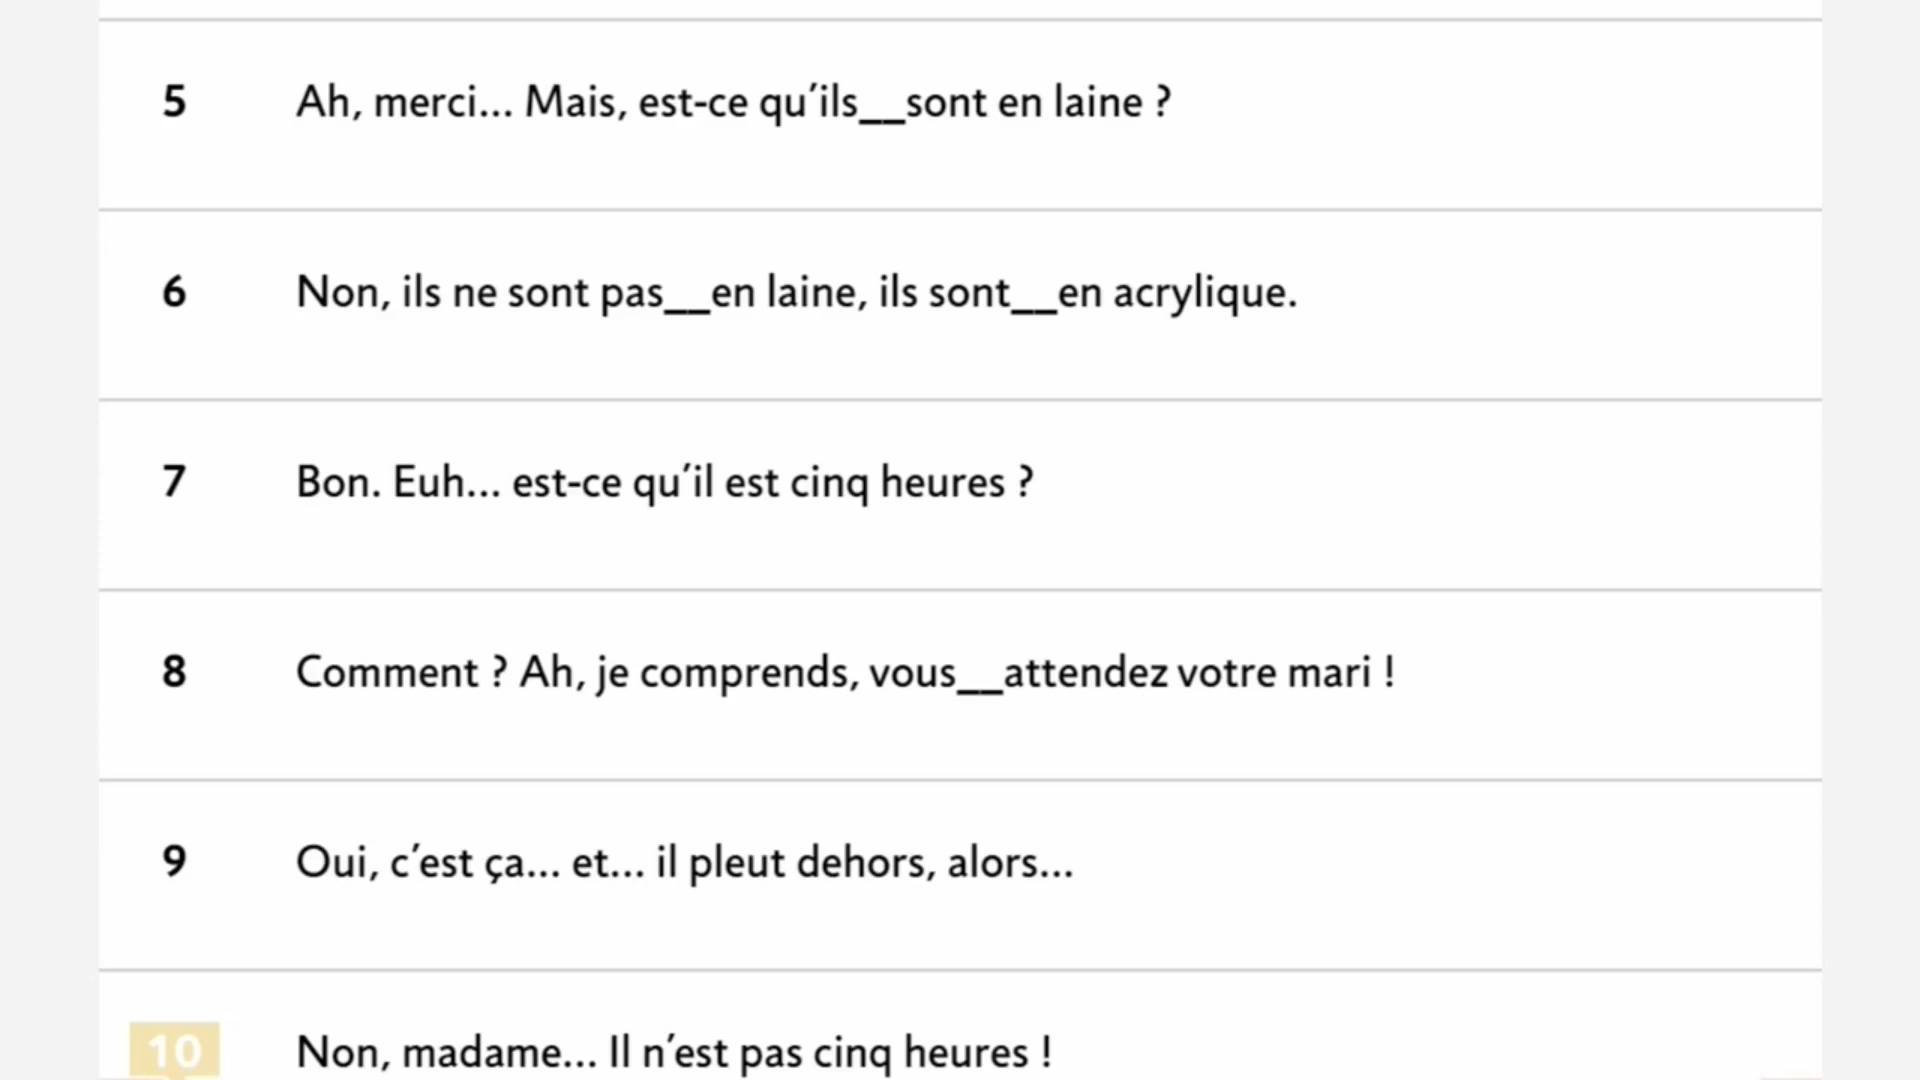 5 Ah, merci... Mais, est-ce qu'ils__sont en laine ?
6 Non, ils ne sont pas__en laine, ils sont__en acrylique.
7 Bon. Euh... est-ce qu'il est cinq heures ?
8 Comment ? Ah, je comprends, vous__attendez votre mari !
9 Oui, c'est ça... et... il pleut dehors, alors...
10 Non, madame... Il n'est pas cinq heures !